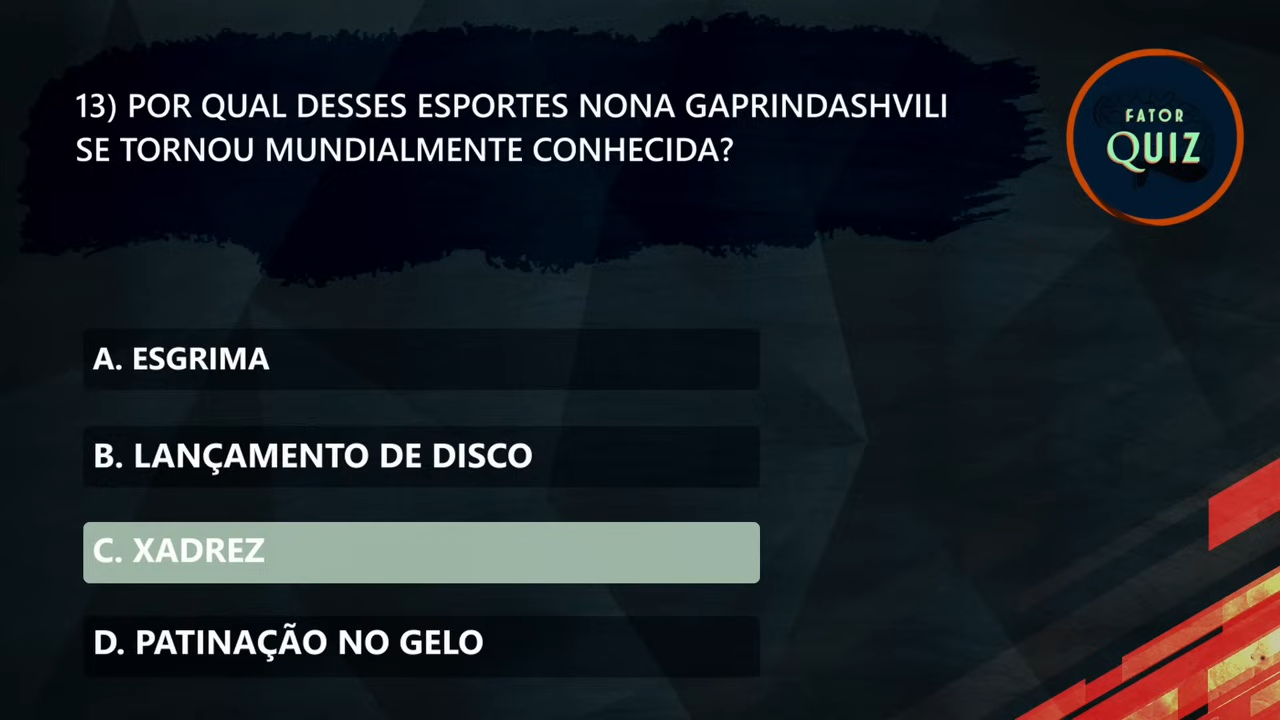 13) POR QUAL DESSES ESPORTES NONA GAPRINDASHVILI
SE TORNOU MUNDIALMENTE CONHECIDA?
FATOR
QUIZ
A. ESGRIMA
B. LANÇAMENTO DE DISCO
C. XADREZ
D. PATINAÇÃO NO GELO